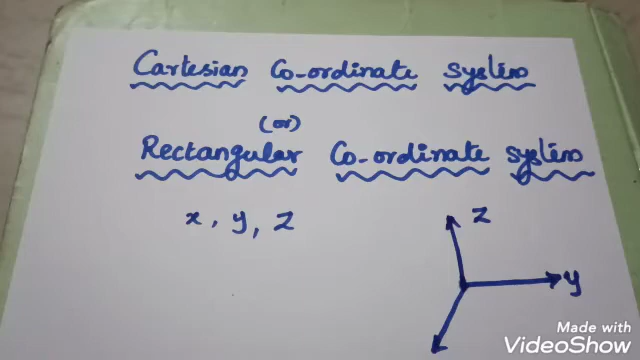 Cartesian Co-ordinate System
(or)
Rectangular Co-ordinate System
x, y, z
z
y
Made with
VideoShow